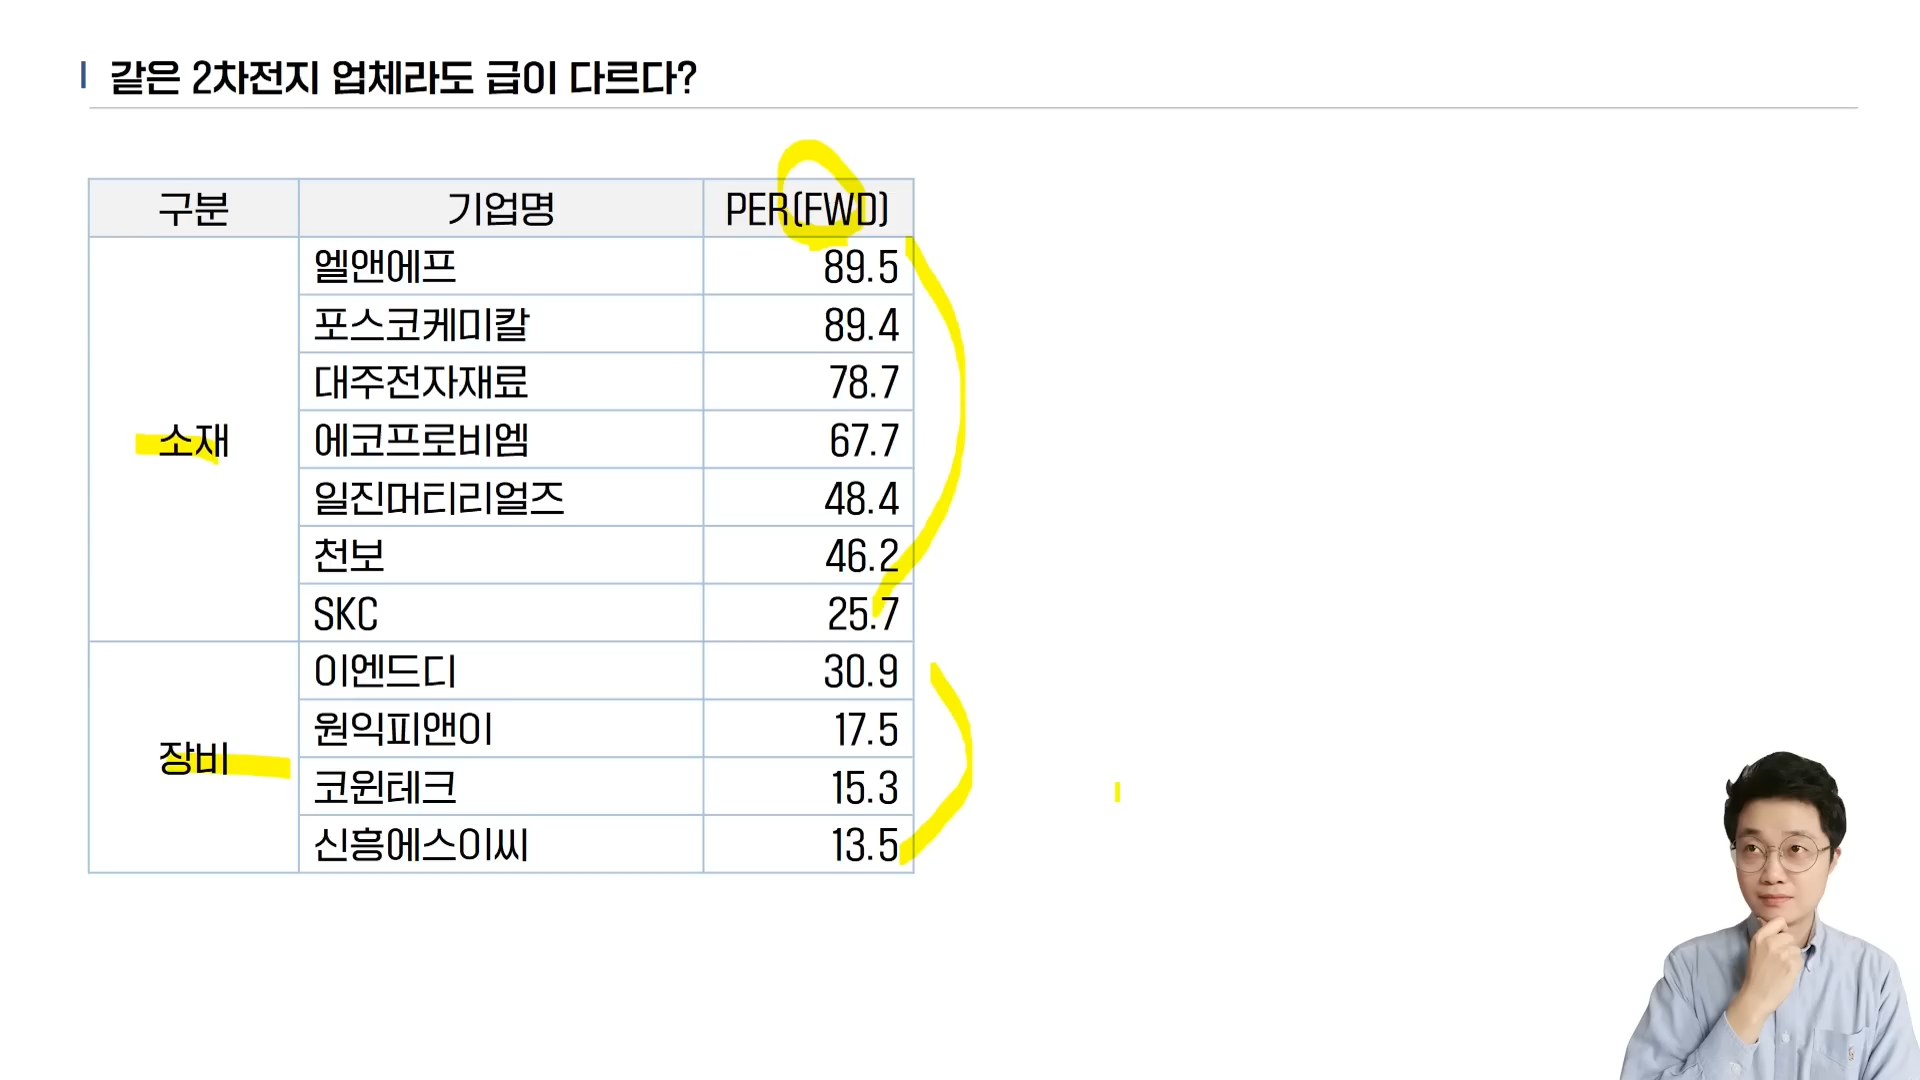 같은 2차전지 업체라도 급이 다르다?
구분 기업명 PER(FWD)
소재
엘앤에프 89.5
포스코케미칼 89.4
대주전자재료 78.7
에코프로비엠 67.7
일진머티리얼즈 48.4
천보 46.2
SKC 25.7
장비
이엔드디 30.9
원익피앤이 17.5
코윈테크 15.3
신흥에스이씨 13.5